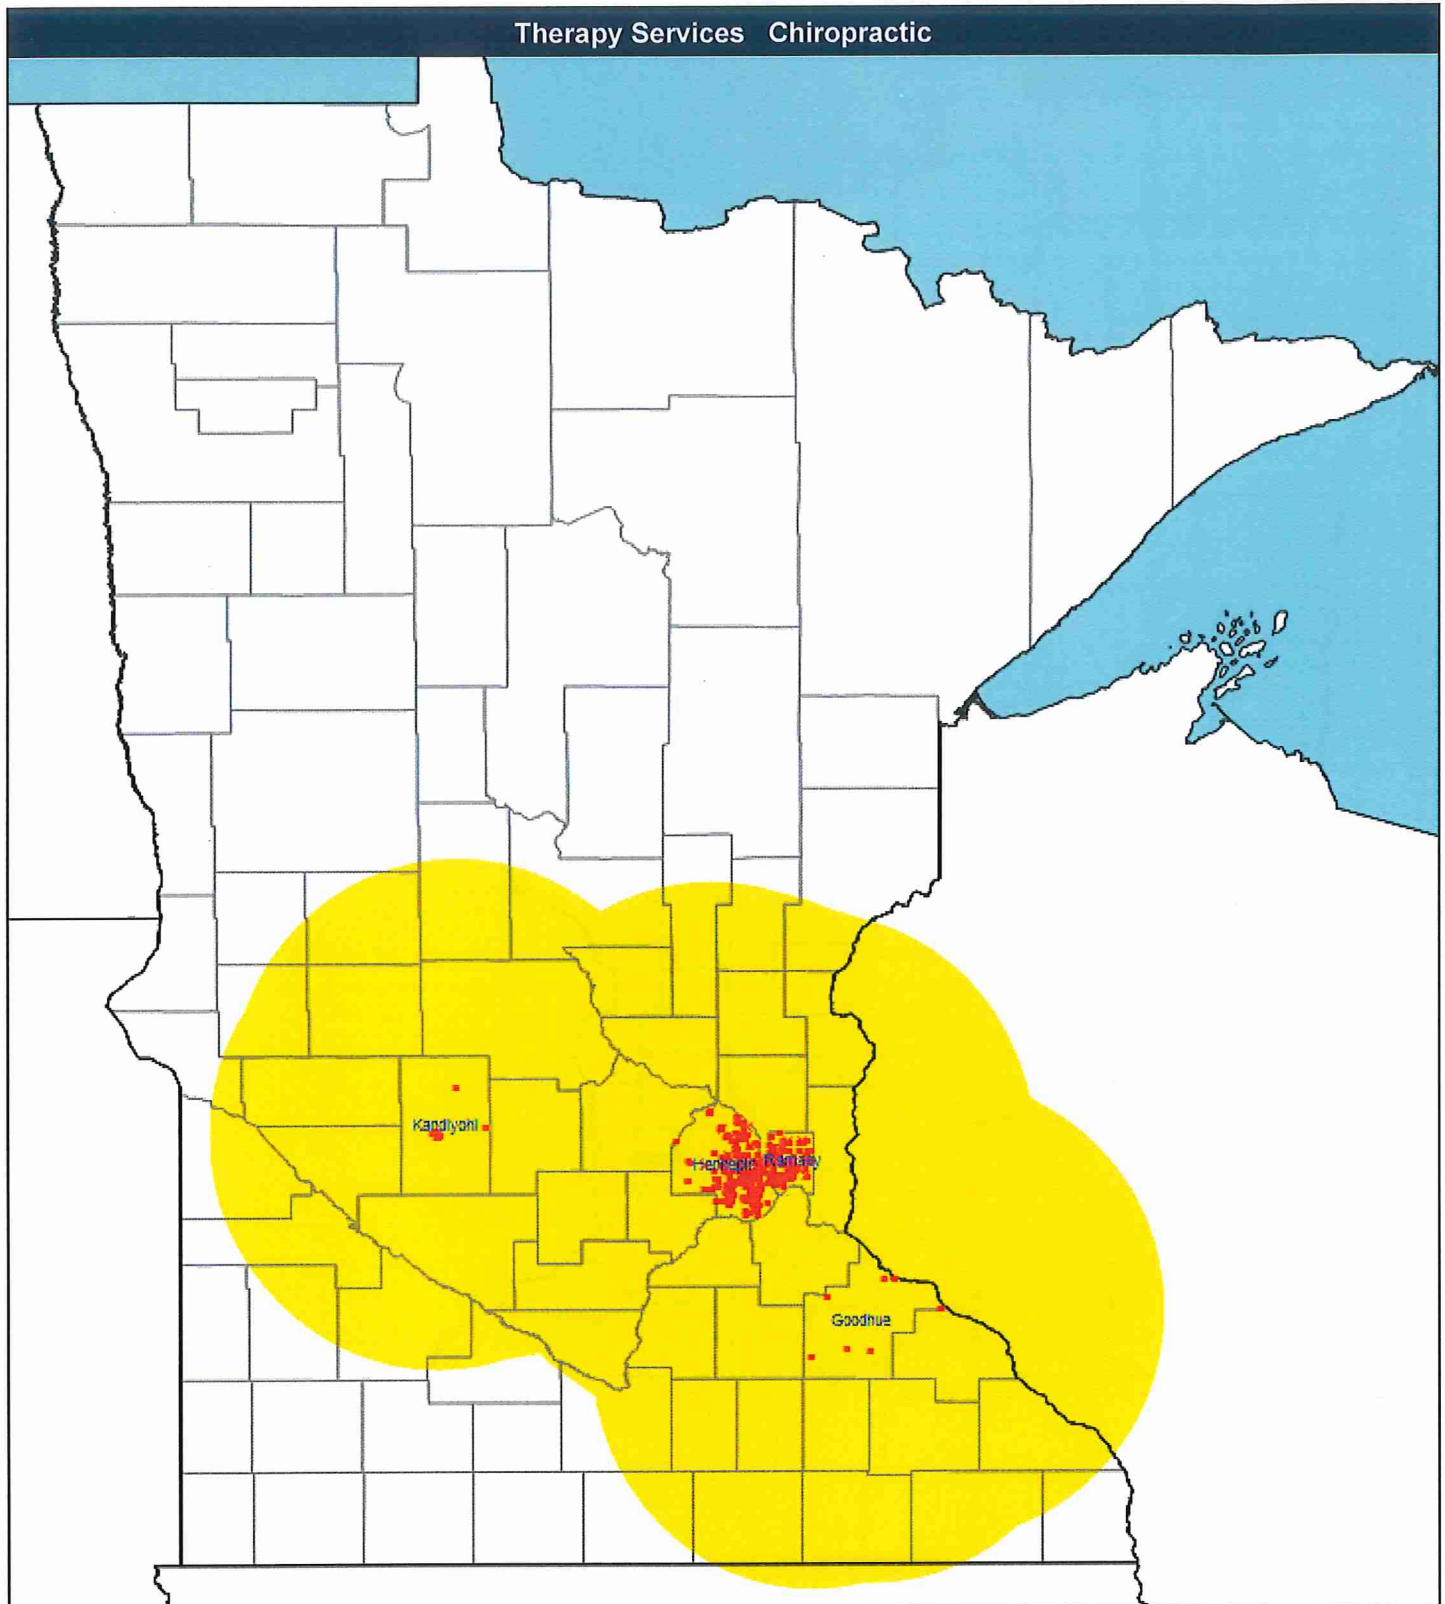 Therapy Services Chiropractic
Kandiyohi
Hennepin
Ramsey
Goodhue